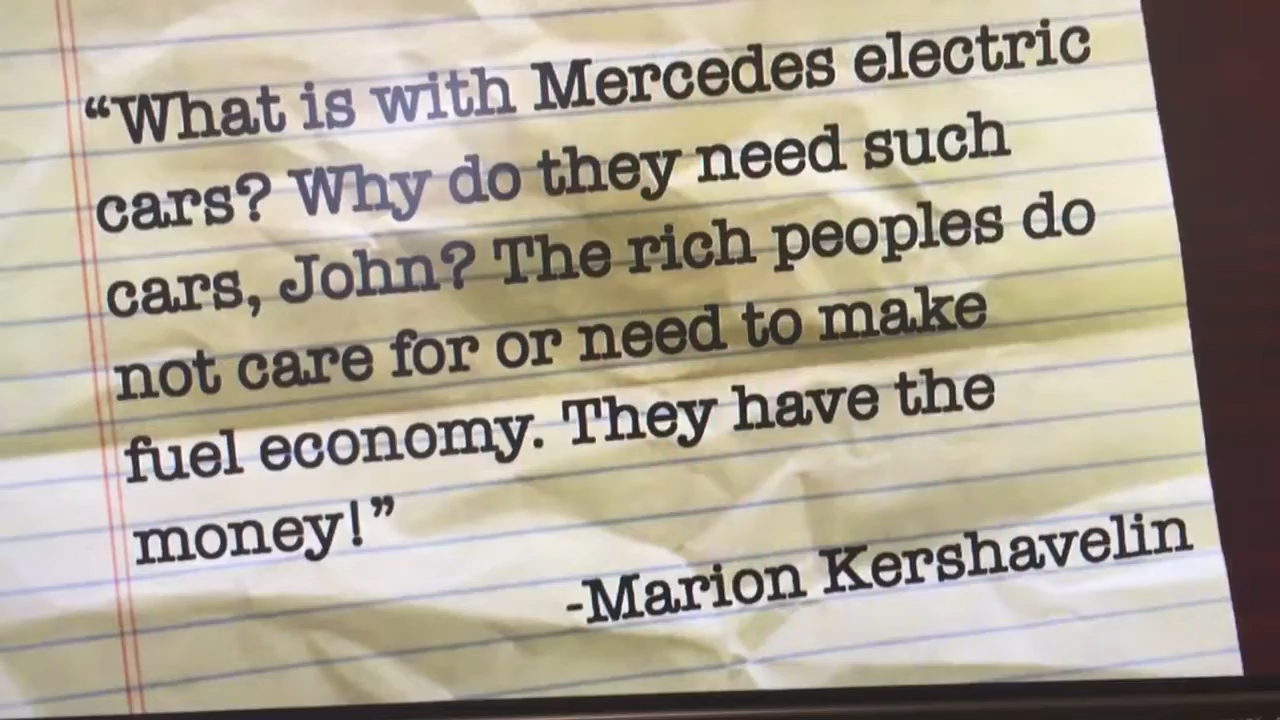 “What is with Mercedes electric
cars? Why do they need such
cars, John? The rich peoples do
not care for or need to make
fuel economy. They have the
money!”
-Marion Kershavelin